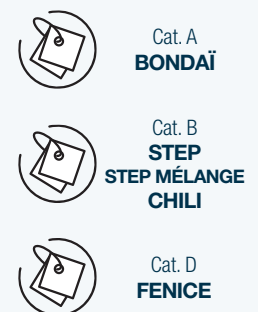 Cat. A
BONDAÏ
Cat. B
STEP
STEP MÉLANGE
CHILI
Cat. D
FENICE